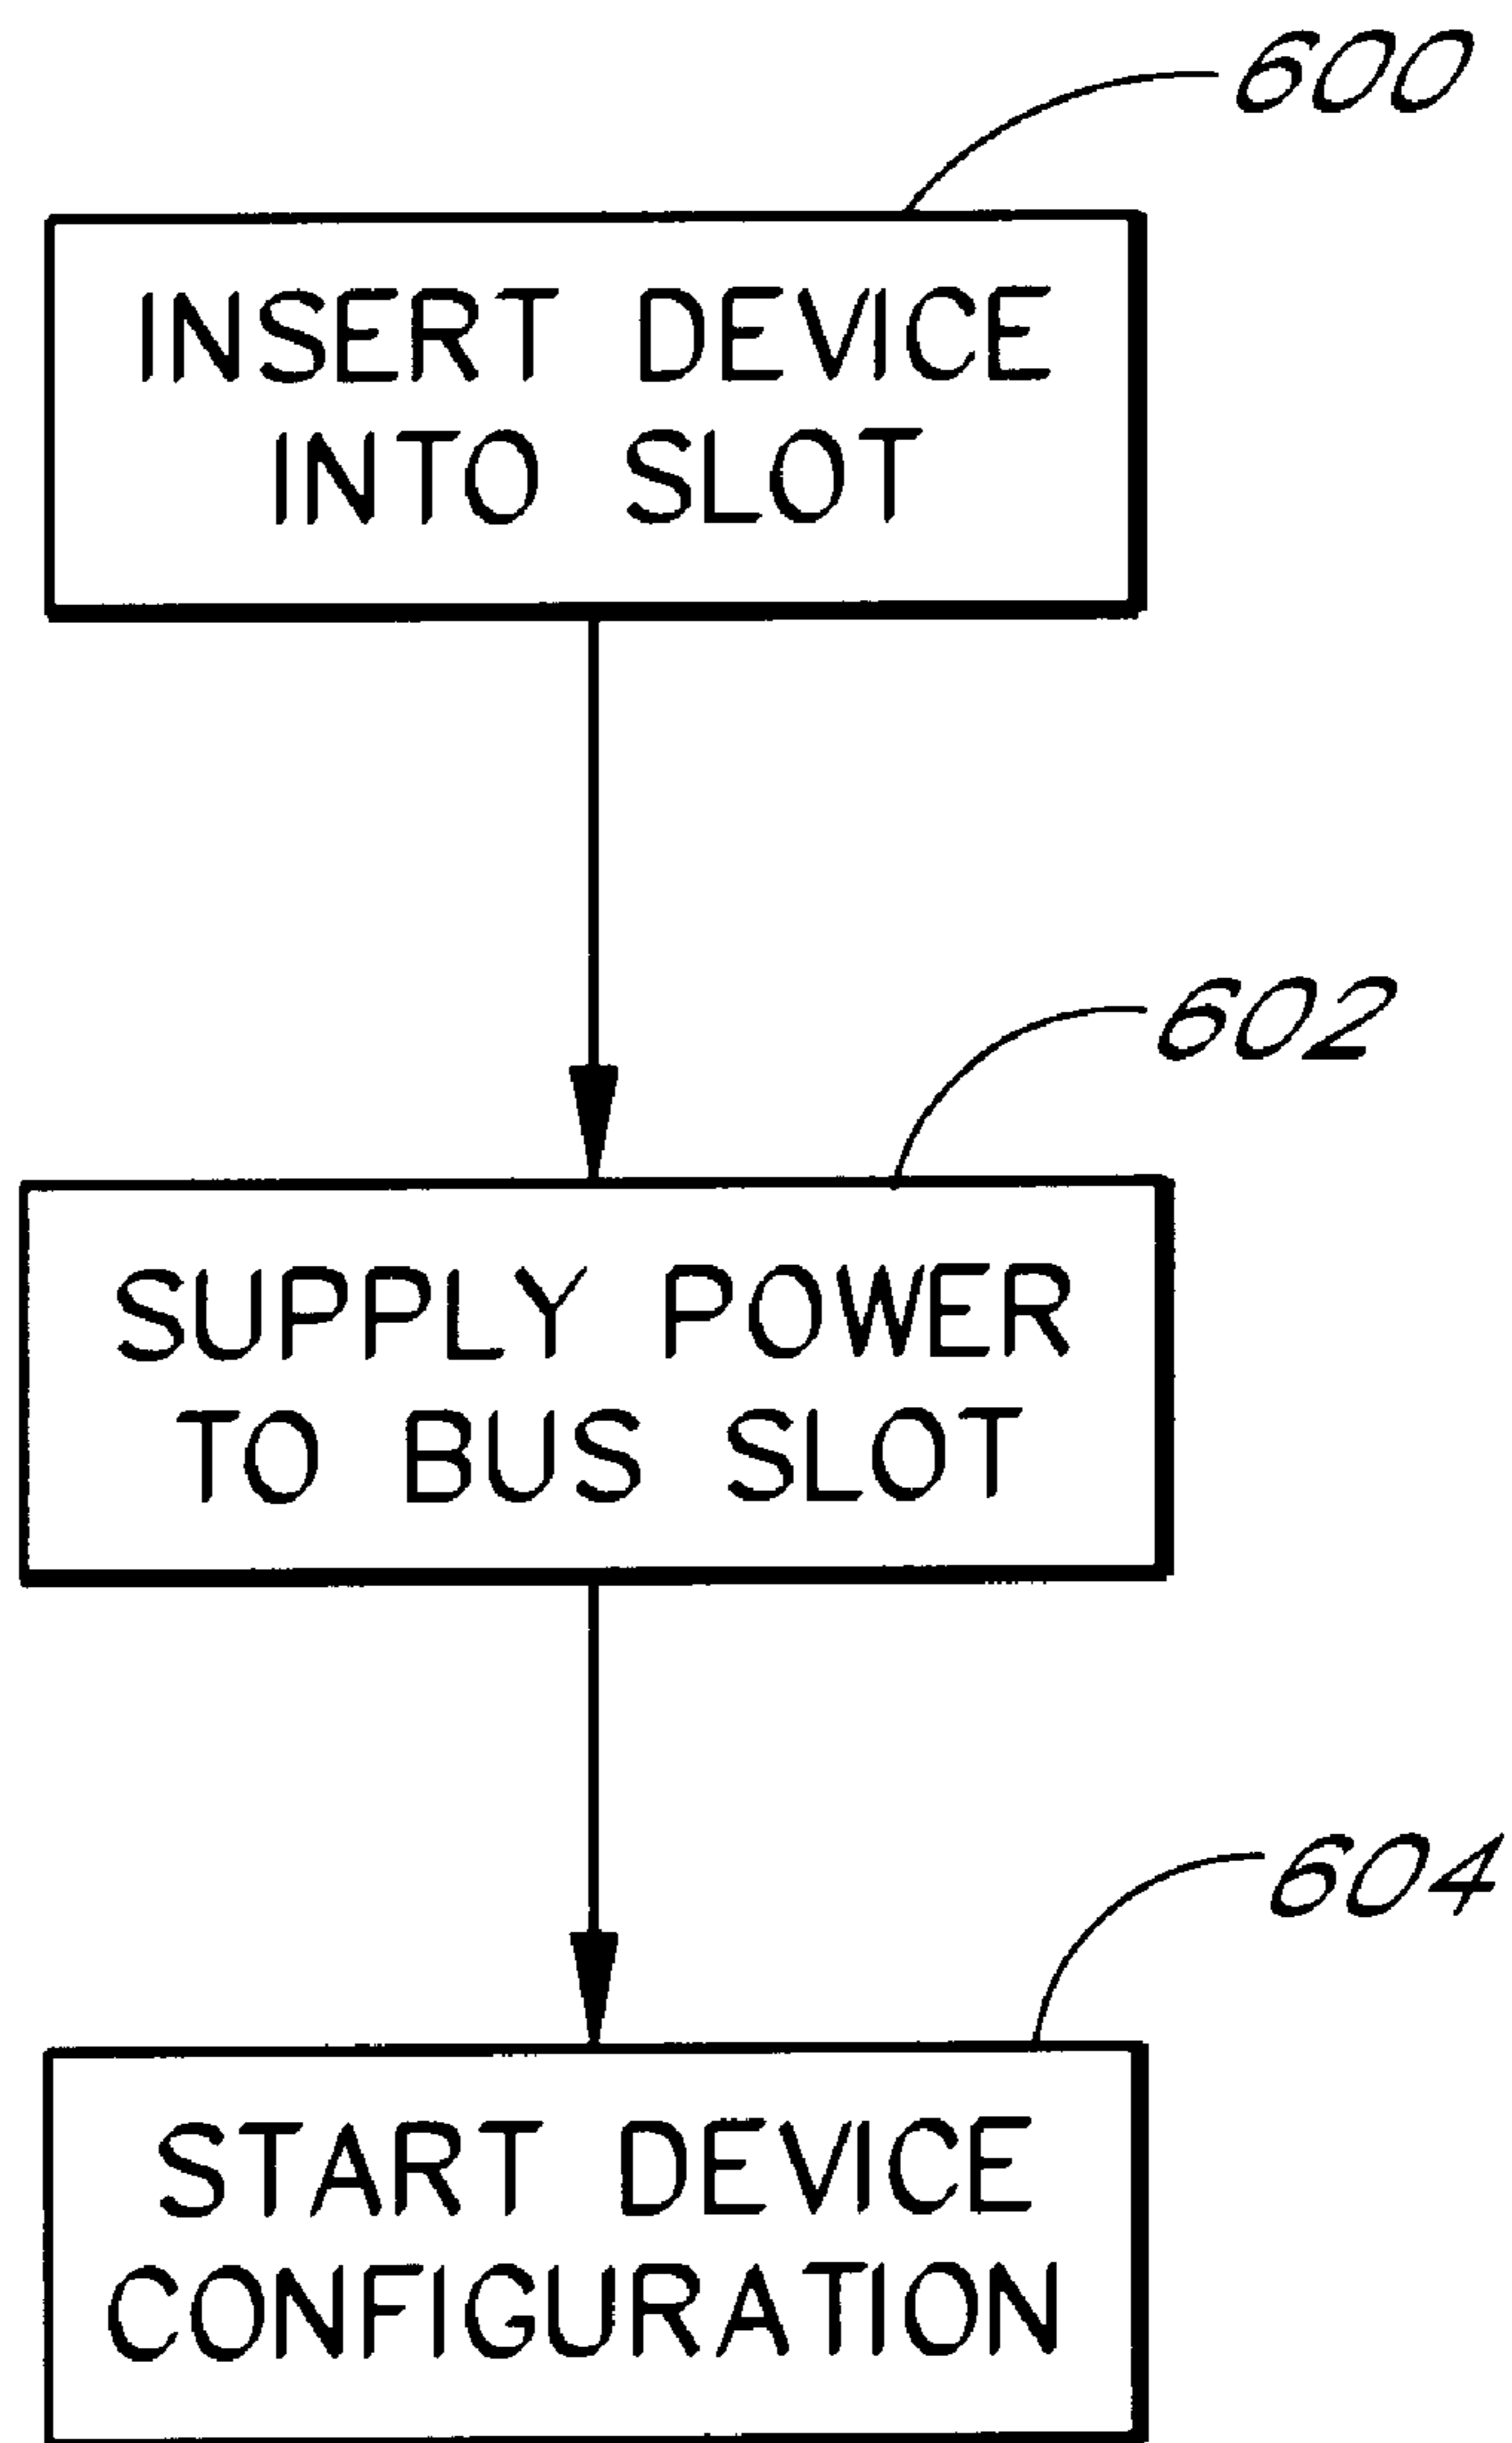 600
INSERT DEVICE
INTO SLOT
602
SUPPLY POWER
TO BUS SLOT
604
START DEVICE
CONFIGURATION